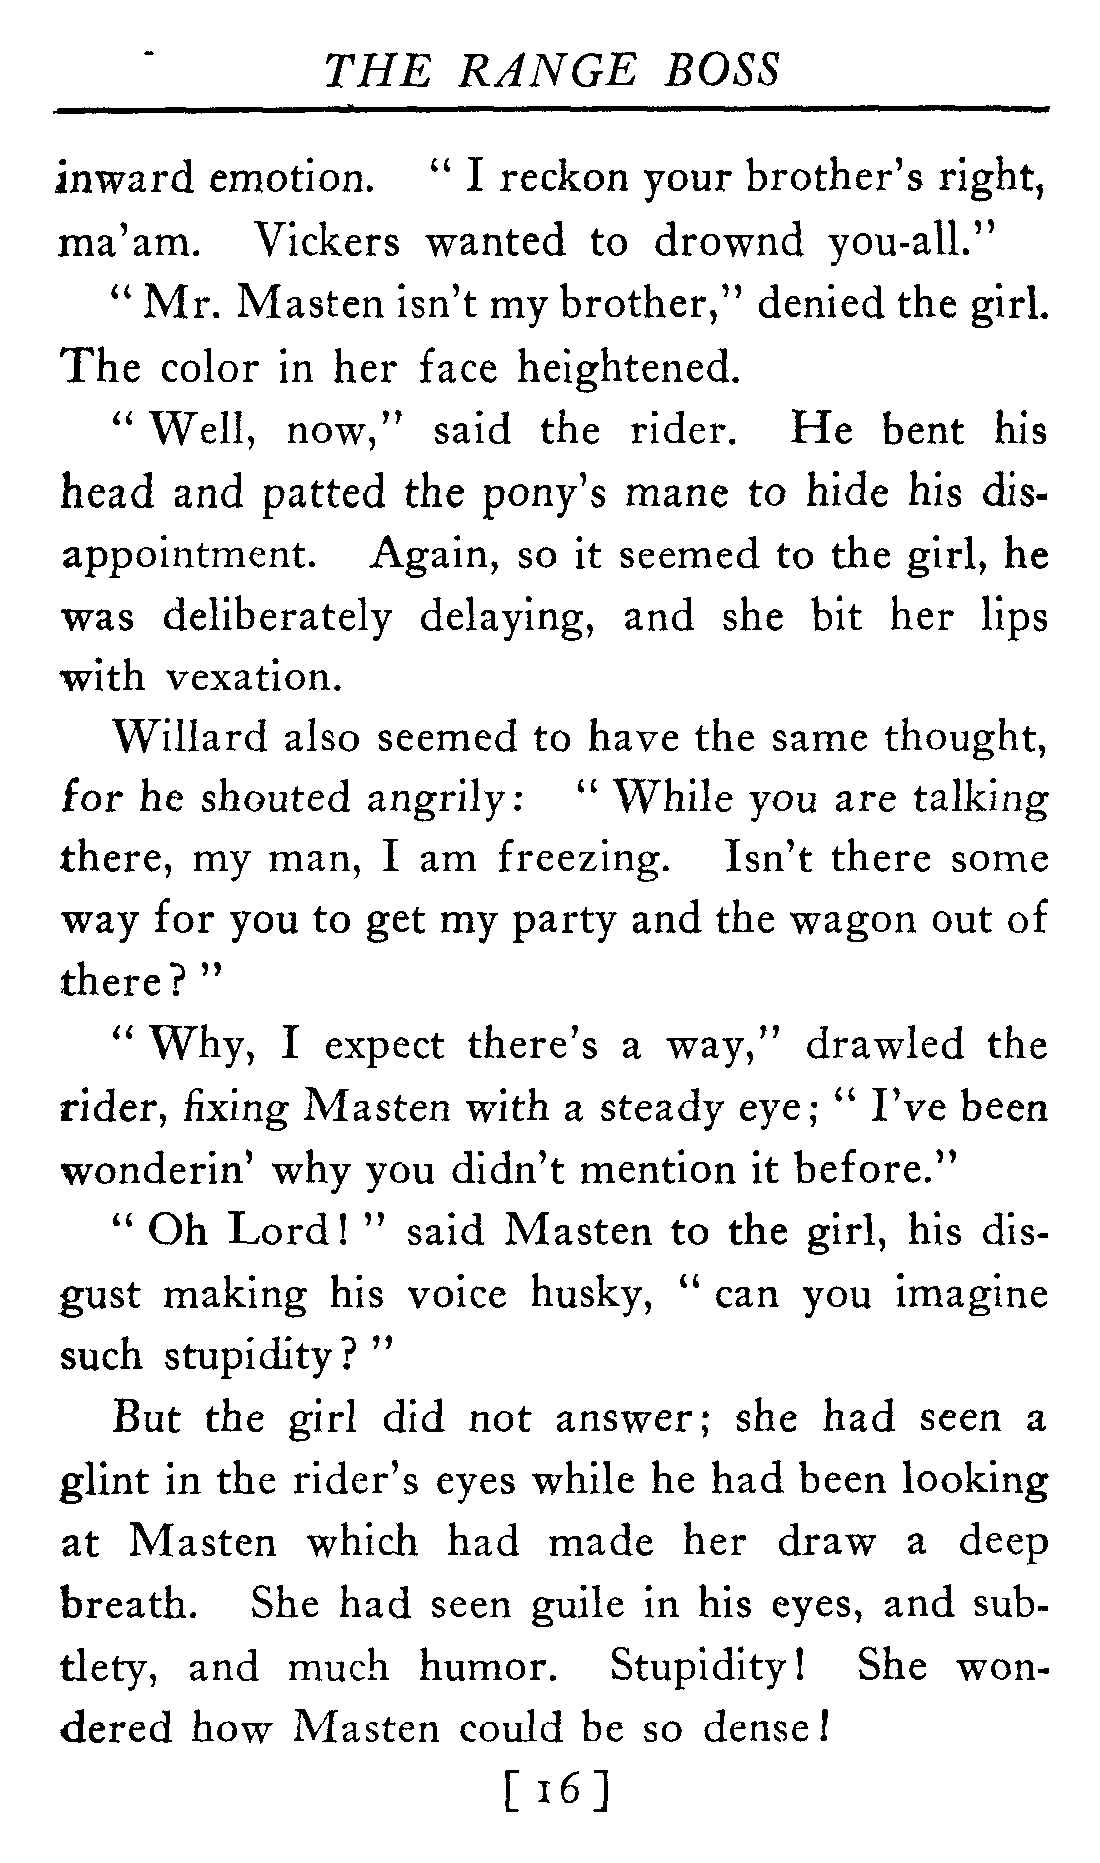 THE RANGE BOSS
inward emotion. “ I reckon your brother’s right,
ma’am. Vickers wanted to drownd you-all.”
“ Mr. Masten isn’t my brother,” denied the girl.
The color in her face heightened.
“ Well, now,” said the rider. He bent his
head and patted the pony’s mane to hide his dis-
appointment. Again, so it seemed to the girl, he
was deliberately delaying, and she bit her lips
with vexation.
Willard also seemed to have the same thought,
for he shouted angrily: “ While you are talking
there, my man, I am freezing. Isn’t there some
way for you to get my party and the wagon out of
there? ”
“ Why, I expect there’s a way,” drawled the
rider, fixing Masten with a steady eye; “ I’ve been
wonderin’ why you didn’t mention it before.”
“ Oh Lord! ” said Masten to the girl, his dis-
gust making his voice husky, “ can you imagine
such stupidity? ”
But the girl did not answer; she had seen a
glint in the rider’s eyes while he had been looking
at Masten which had made her draw a deep
breath. She had seen guile in his eyes, and sub-
tlety, and much humor. Stupidity! She won-
dered how Masten could be so dense!
[ 16 ]